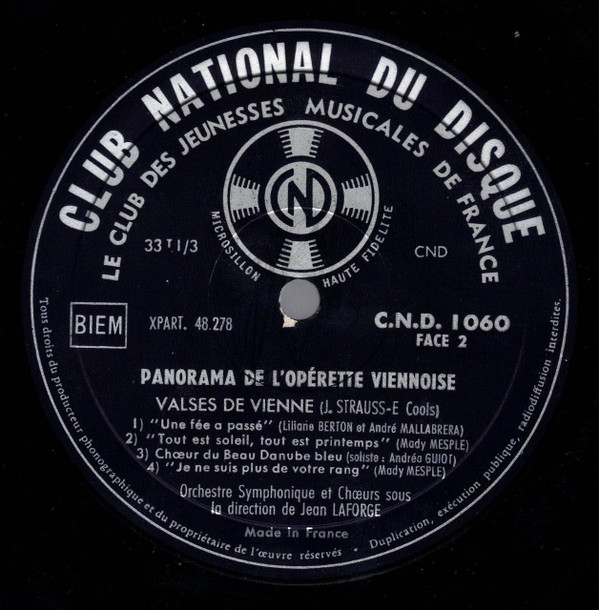 CLUB NATIONAL DU DISQUE
LE CLUB DES JEUNESSES MUSICALES DE FRANCE
CN
MICROSILLON HAUTE FIDELITE
33 T 1/3
CND
BIEM
XPART. 48.278
C.N.D. 1060
FACE 2
PANORAMA DE L'OPÉRETTE VIENNOISE
VALSES DE VIENNE (J. STRAUSS-E Cools)
1) "Une fée a passé" (Liliane BERTON et André MALLABRERA)
2) "Tout est soleil, tout est printemps" (Mady MESPLE)
3) Chœur du Beau Danube bleu (soliste : Andréa GUIOT)
4) "Je ne suis plus de votre rang" (Mady MESPLE)
Orchestre Symphonique et Chœurs sous
la direction de Jean LAFORGE
Made in France
Tous droits du producteur phonographique et du propriétaire de l'œuvre réservés • Duplication, exécution publique, radiodiffusion interdites.